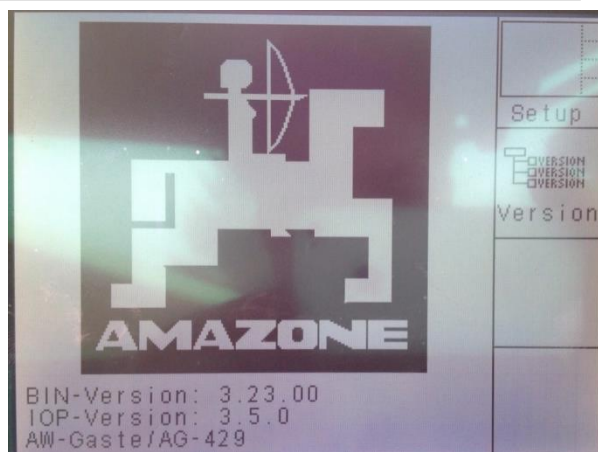 Setup
VERSION
VERSION
VERSION
Version
AMAZONE
BIN-Version: 3.23.00
IOP-Version: 3.5.0
AW-Gaste/AG-429